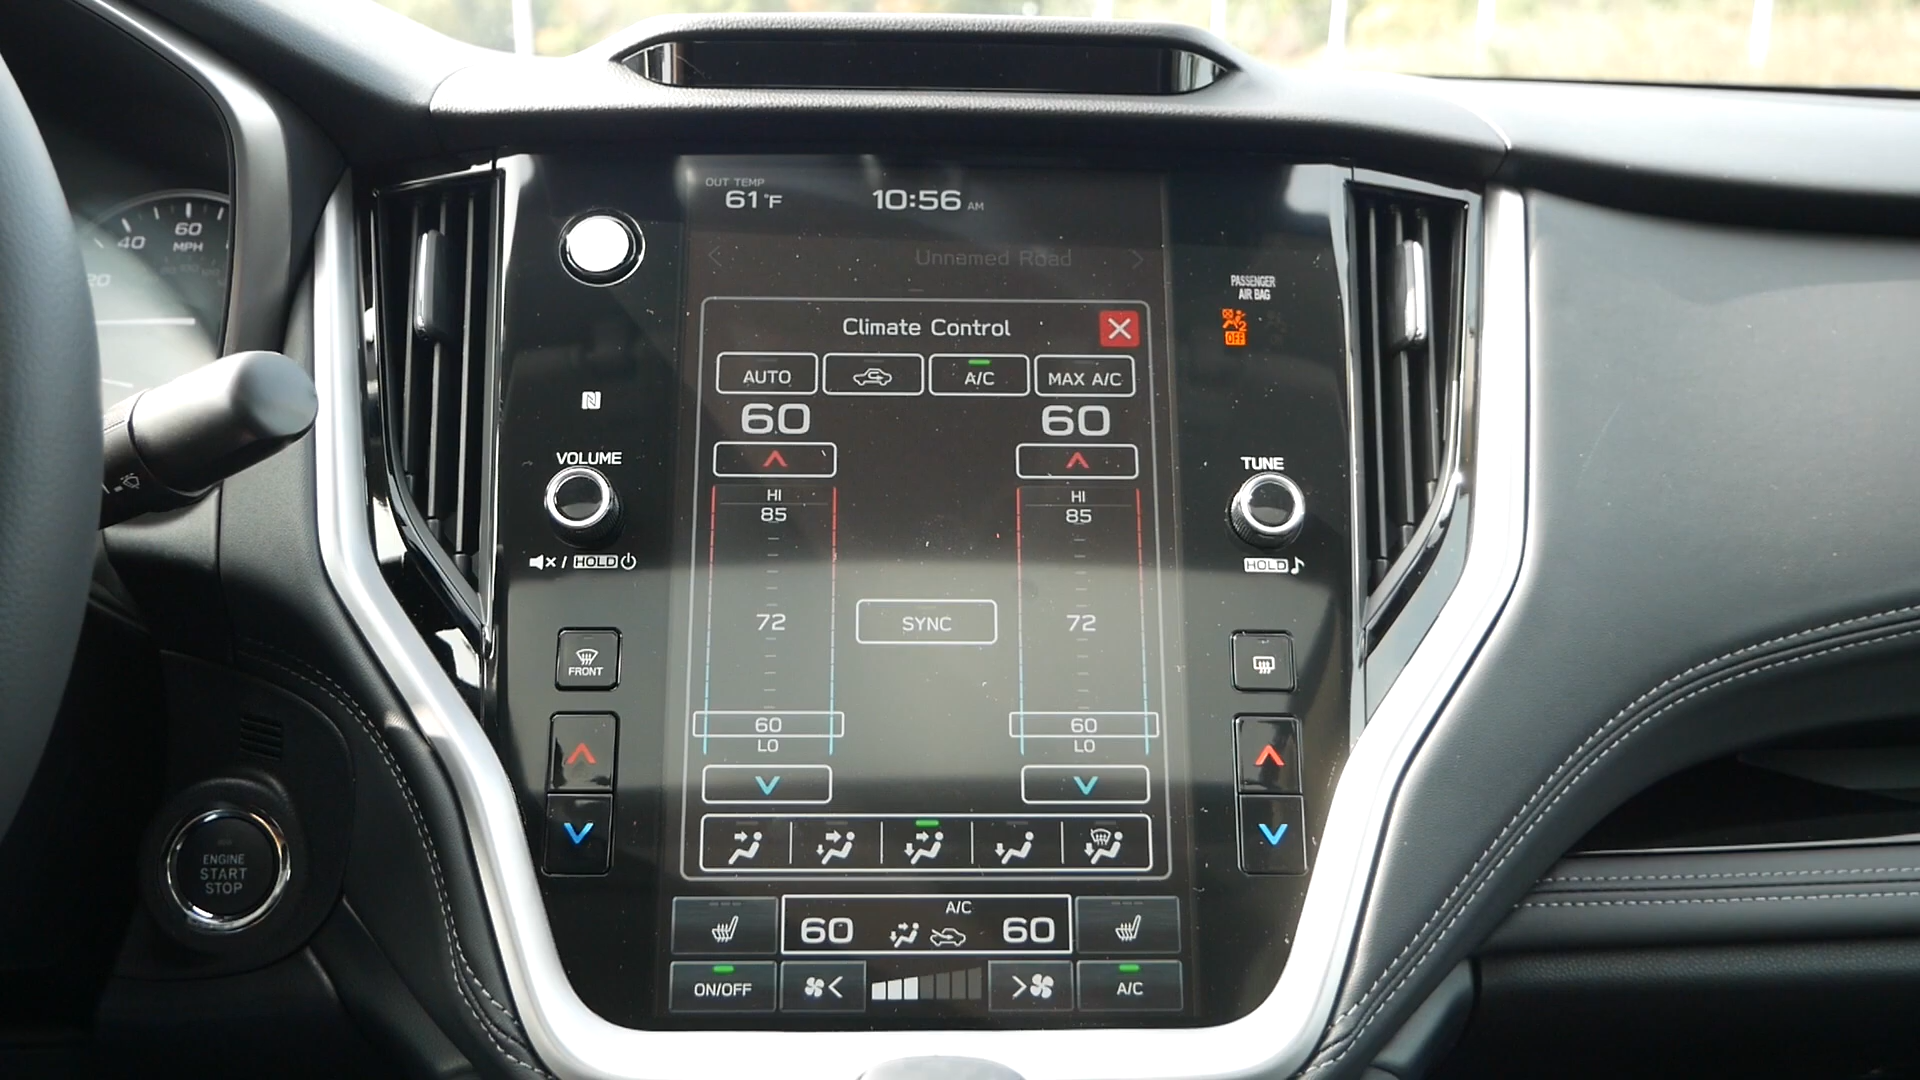 OUT TEMP
61°F
10:56 AM
Unnamed Road
Climate Control
AUTO
A/C
MAX A/C
60
60
HI
85
72
60
LO
HI
85
72
60
LO
SYNC
A/C
60
60
ON/OFF
A/C
VOLUME
HOLD
FRONT
PASSENGER
AIR BAG
2
OFF
TUNE
HOLD
20
40
60
MPH
ENGINE
START
STOP